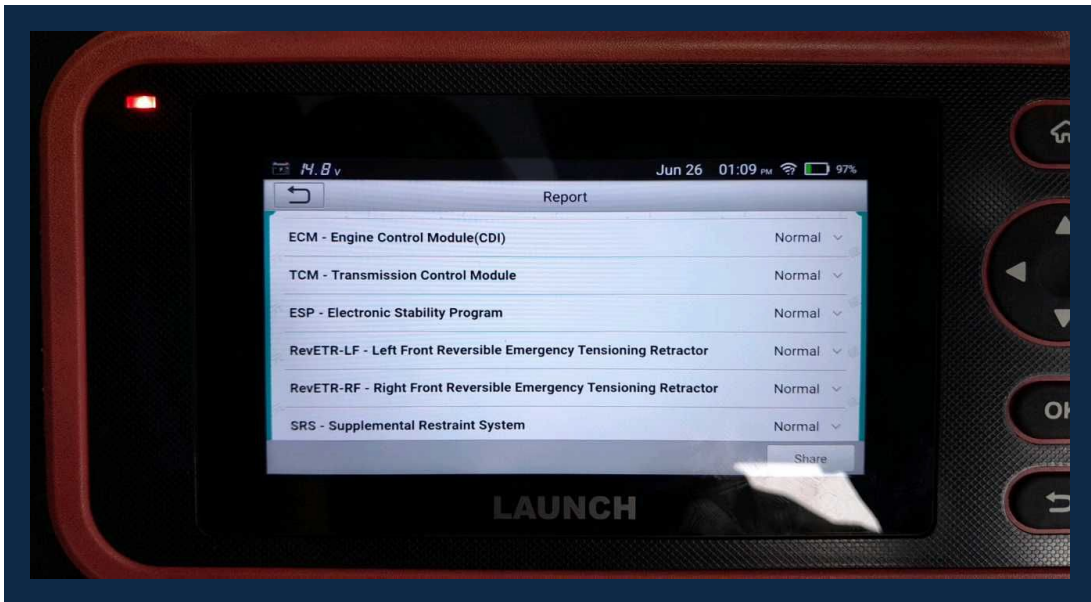 14.8 v Jun 26 01:09 PM 97%
Report
ECM - Engine Control Module(CDI) Normal
TCM - Transmission Control Module Normal
ESP - Electronic Stability Program Normal
RevETR-LF - Left Front Reversible Emergency Tensioning Retractor Normal
RevETR-RF - Right Front Reversible Emergency Tensioning Retractor Normal
SRS - Supplemental Restraint System Normal
OK
Share
LAUNCH